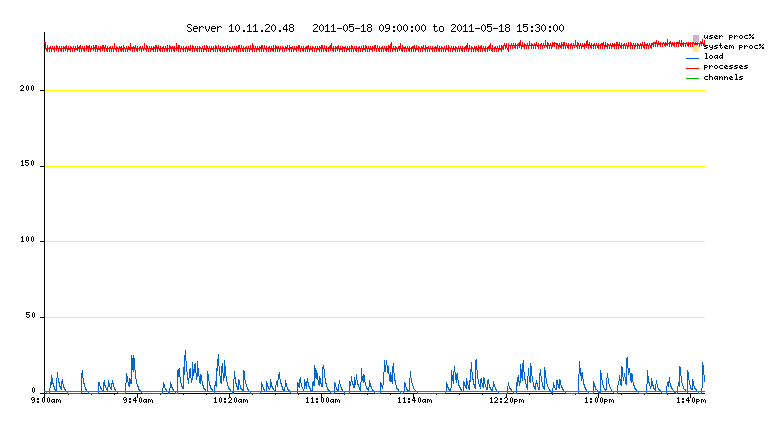 Server 10.11.20.48 2011-05-18 09:00:00 to 2011-05-18 15:30:00
user proc%
system proc%
load
processes
channels
200
150
100
50
0
9:00am 9:40am 10:20am 11:00am 11:40am 12:20pm 1:00pm 1:40pm